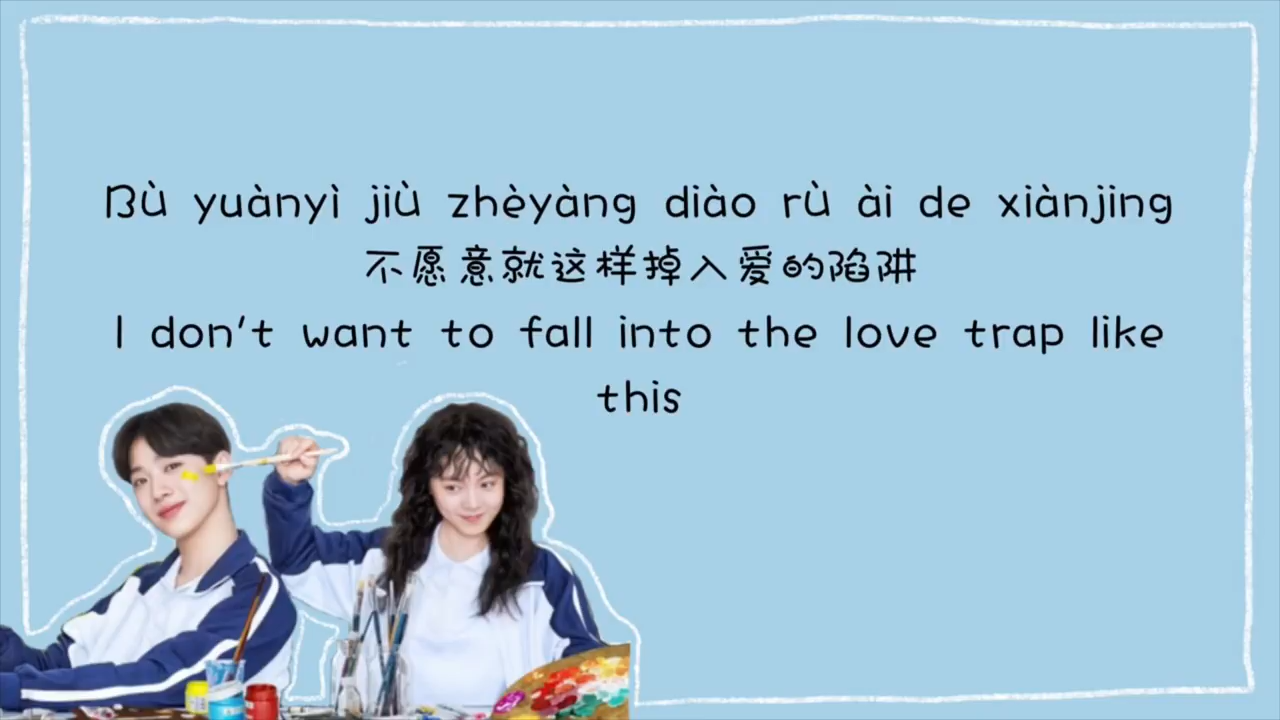 Bù yuànyì jiù zhèyàng diào rù ài de xiànjing
不愿意就这样掉入爱的陷阱
I don't want to fall into the love trap like
this